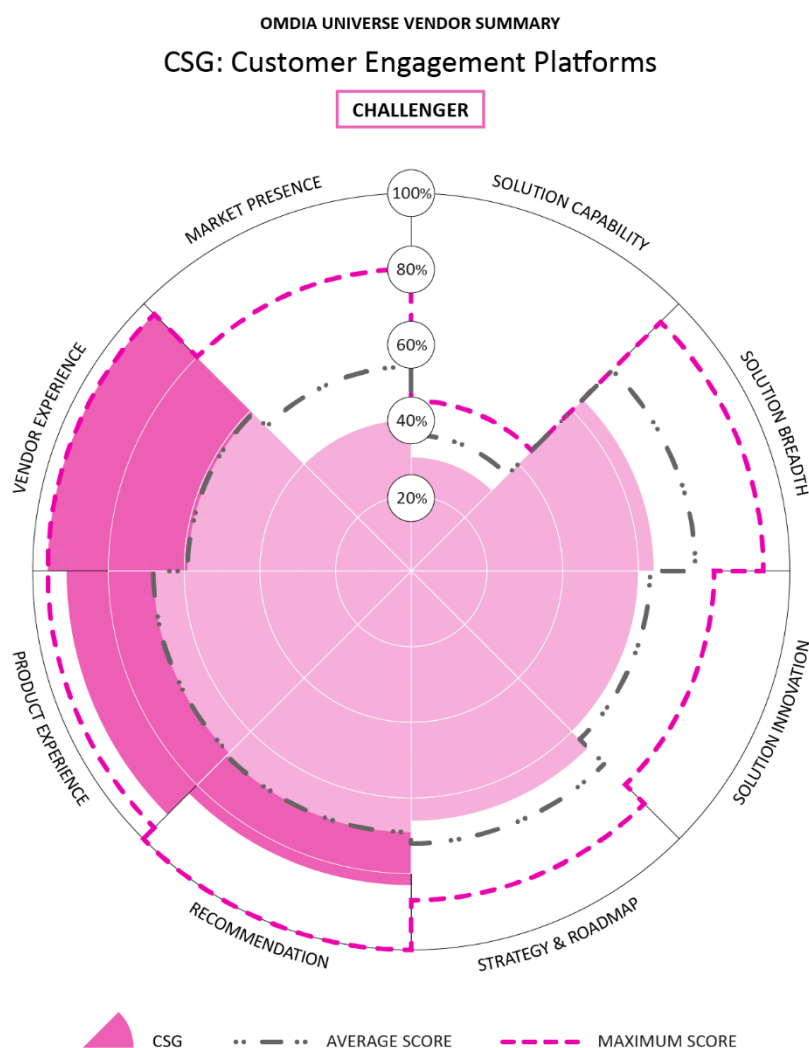 OMDIA UNIVERSE VENDOR SUMMARY
CSG: Customer Engagement Platforms
CHALLENGER
MARKET PRESENCE
100%
SOLUTION CAPABILITY
80%
60%
VENDOR EXPERIENCE
SOLUTION BREADTH
40%
20%
PRODUCT EXPERIENCE
SOLUTION INNOVATION
RECOMMENDATION
STRATEGY & ROADMAP
CSG
AVERAGE SCORE
MAXIMUM SCORE